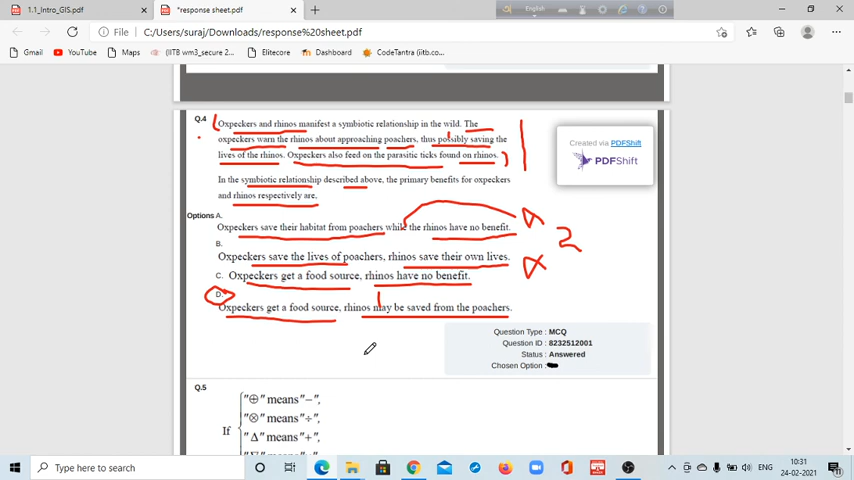 1.1_Intro_GIS.pdf
*response sheet.pdf
English
File
C:/Users/suraj/Downloads/response%20sheet.pdf
Gmail
YouTube
Maps
(IITB wm3_secure 2...
Elitecore
Dashboard
CodeTantra (iitb.co...
Q.4
Oxpeckers and rhinos manifest a symbiotic relationship in the wild. The
oxpeckers warn the rhinos about approaching poachers, thus possibly saving the
lives of the rhinos. Oxpeckers also feed on the parasitic ticks found on rhinos.
In the symbiotic relationship described above, the primary benefits for oxpeckers
and rhinos respectively are,
Created via PDFShift
PDFShift
Options A.
Oxpeckers save their habitat from poachers while the rhinos have no benefit.
B.
Oxpeckers save the lives of poachers, rhinos save their own lives.
2
C. Oxpeckers get a food source, rhinos have no benefit.
D.
Oxpeckers get a food source, rhinos may be saved from the poachers.
Question Type : MCQ
Question ID : 8232512001
Status : Answered
Chosen Option :
Q.5
If
"⊕" means "−",
"⊗" means "÷",
"Δ" means "+",
Type here to search
ENG
10:31
24-02-2021